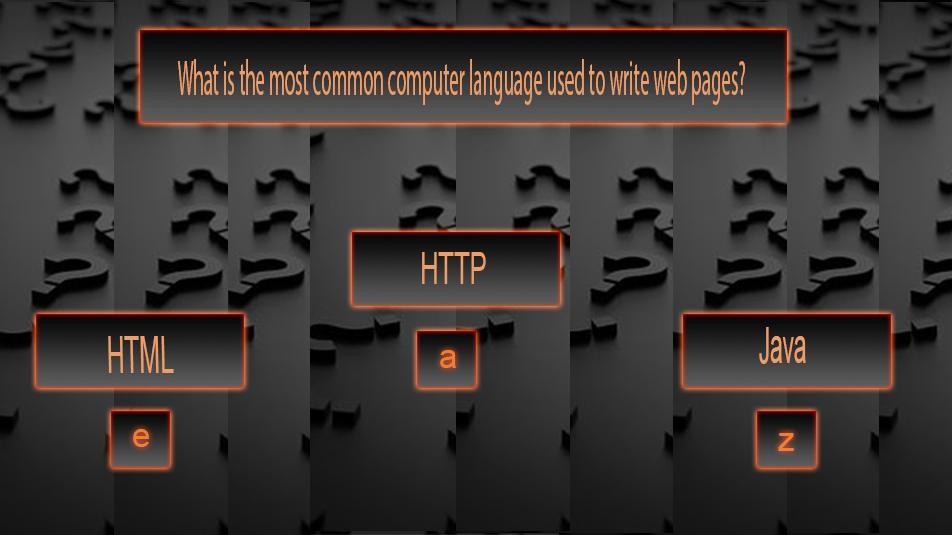 What is the most common computer language used to write web pages?
HTTP
HTML
Java
a
e
z